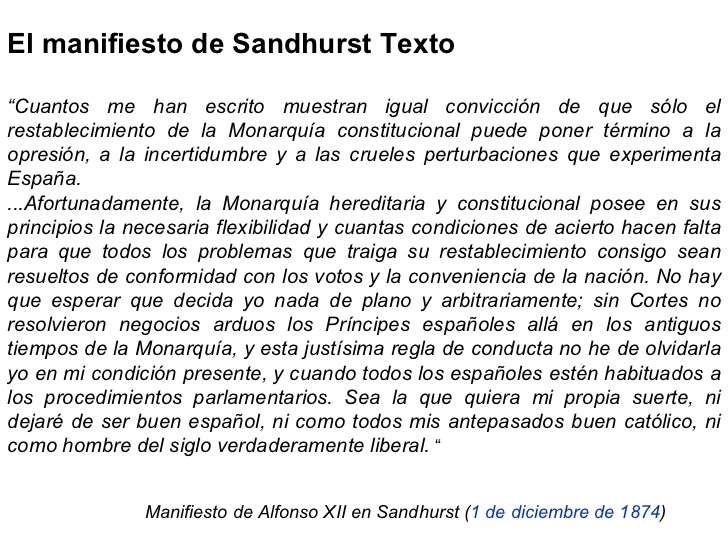 El manifiesto de Sandhurst Texto
“Cuantos me han escrito muestran igual convicción de que sólo el
restablecimiento de la Monarquía constitucional puede poner término a la
opresión, a la incertidumbre y a las crueles perturbaciones que experimenta
España.
...Afortunadamente, la Monarquía hereditaria y constitucional posee en sus
principios la necesaria flexibilidad y cuantas condiciones de acierto hacen falta
para que todos los problemas que traiga su restablecimiento consigo sean
resueltos de conformidad con los votos y la conveniencia de la nación. No hay
que esperar que decida yo nada de plano y arbitrariamente; sin Cortes no
resolvieron negocios arduos los Príncipes españoles allá en los antiguos
tiempos de la Monarquía, y esta justísima regla de conducta no he de olvidarla
yo en mi condición presente, y cuando todos los españoles estén habituados a
los procedimientos parlamentarios. Sea la que quiera mi propia suerte, ni
dejaré de ser buen español, ni como todos mis antepasados buen católico, ni
como hombre del siglo verdaderamente liberal. “
Manifiesto de Alfonso XII en Sandhurst (1 de diciembre de 1874)